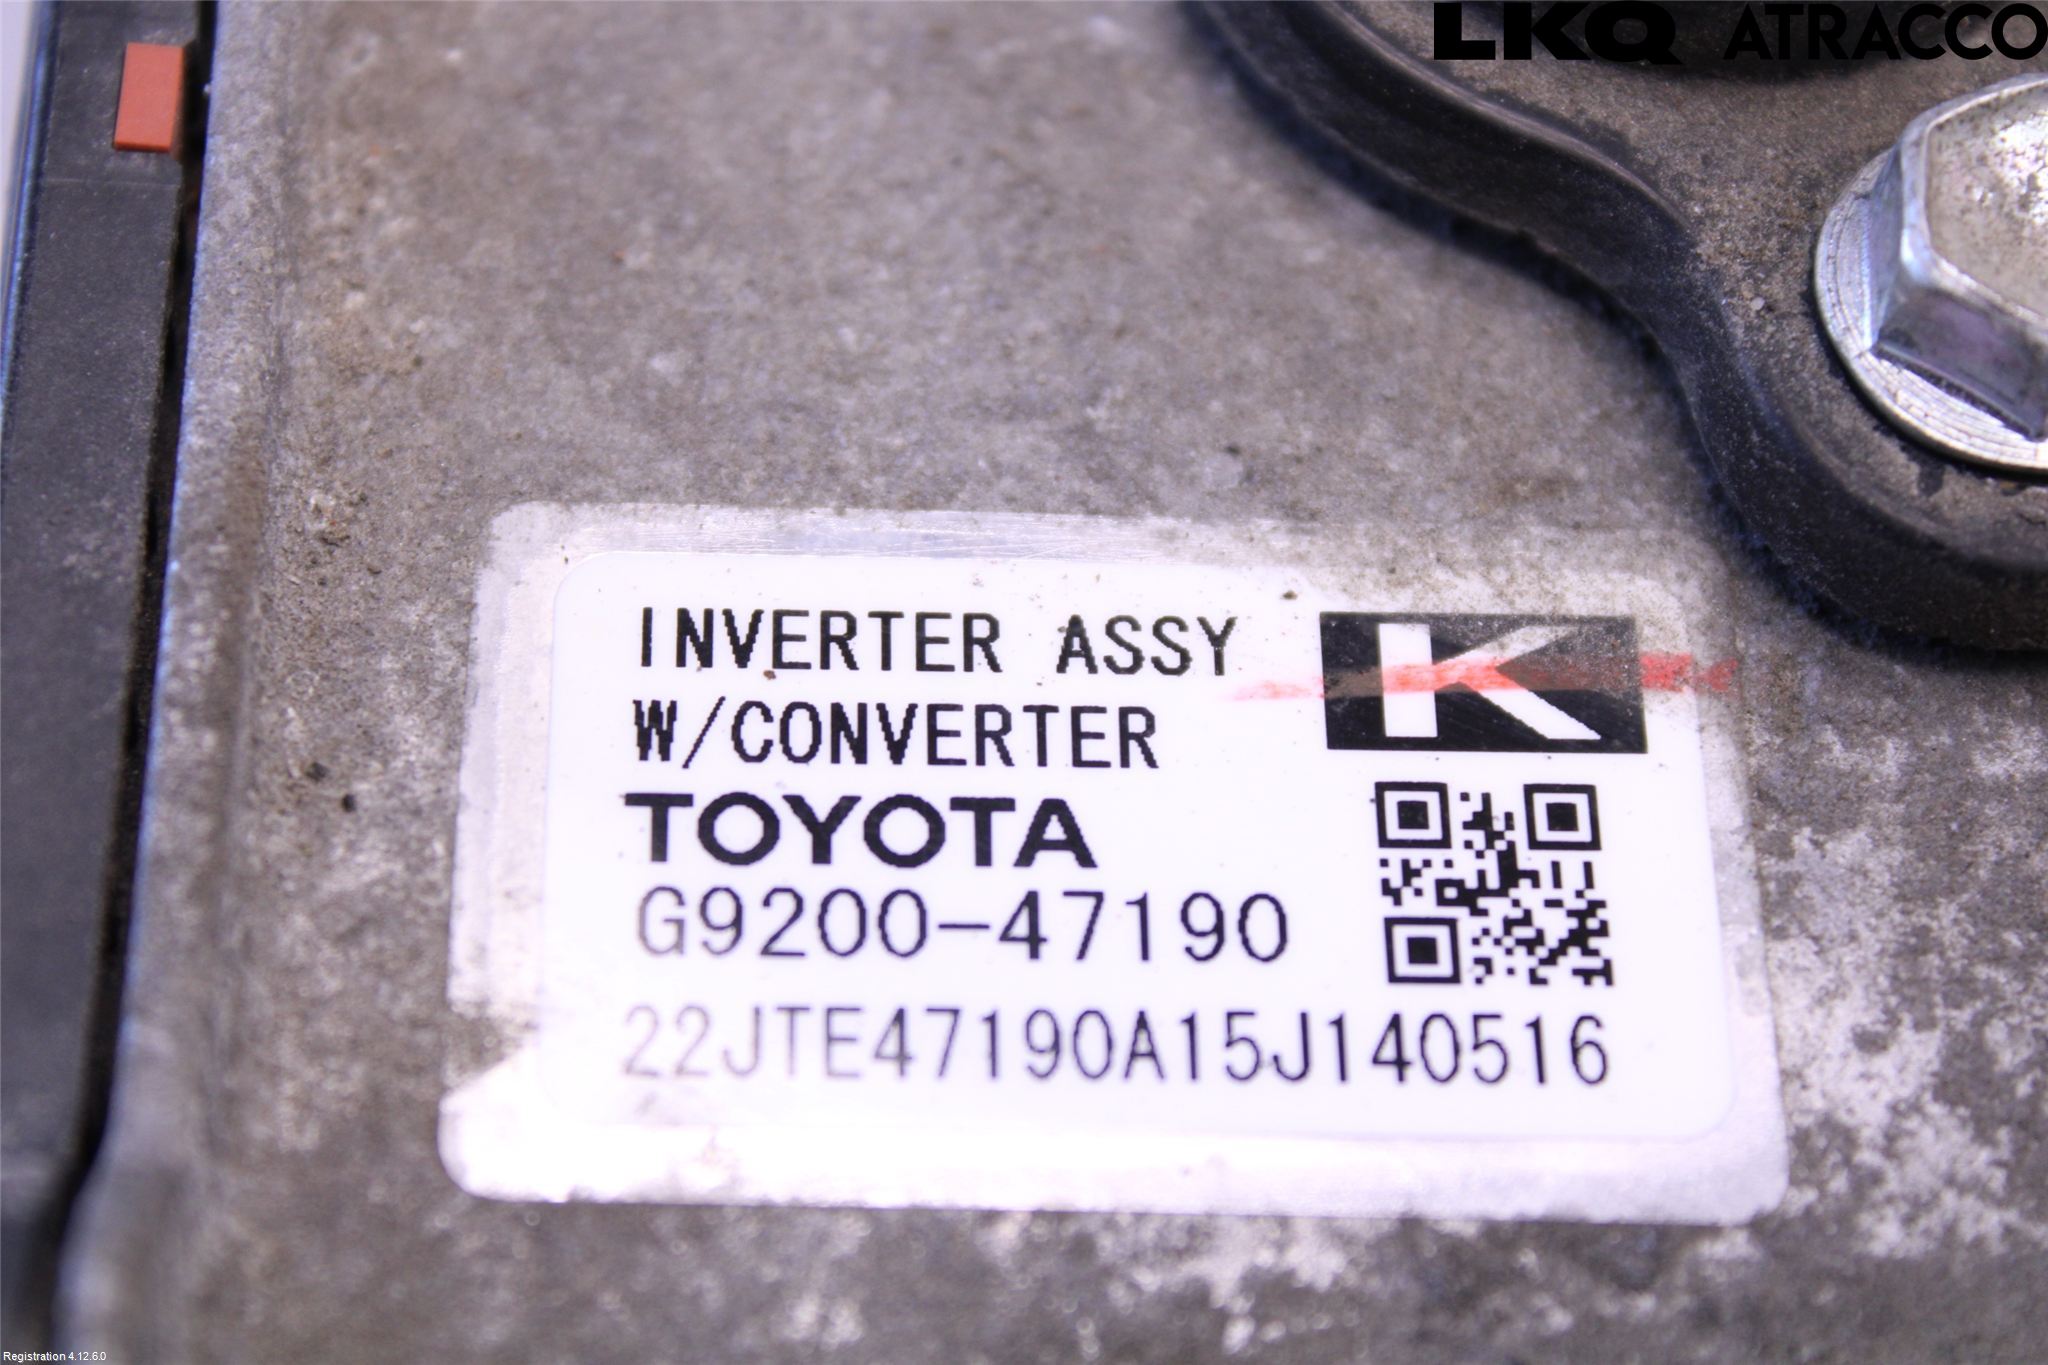 LKQ ATRACCO
INVERTER ASSY
W/CONVERTER
K
TOYOTA
G9200-47190
22JTE47190A15J140516
Registration 4.12.6.0